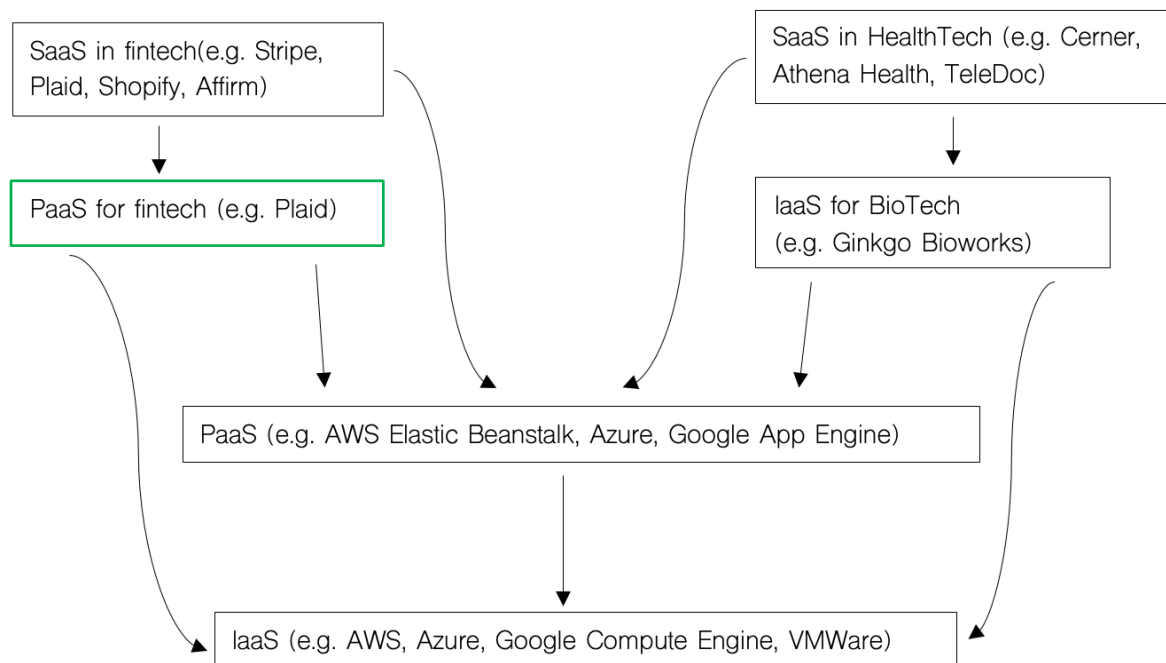 SaaS in fintech(e.g. Stripe,
Plaid, Shopify, Affirm)
SaaS in HealthTech (e.g. Cerner,
Athena Health, TeleDoc)
PaaS for fintech (e.g. Plaid)
IaaS for BioTech
(e.g. Ginkgo Bioworks)
PaaS (e.g. AWS Elastic Beanstalk, Azure, Google App Engine)
IaaS (e.g. AWS, Azure, Google Compute Engine, VMWare)